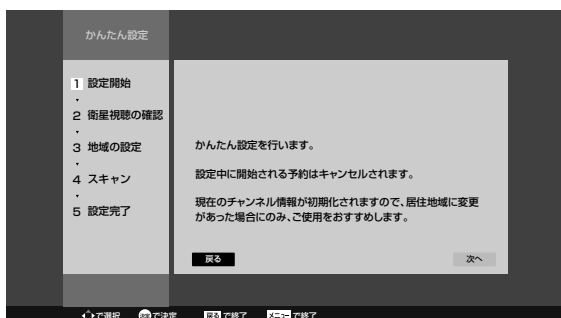 かんたん設定
1 設定開始
2 衛星視聴の確認
3 地域の設定
4 スキャン
5 設定完了
かんたん設定を行います。
設定中に開始される予約はキャンセルされます。
現在のチャンネル情報が初期化されますので、居住地域に変更
があった場合にのみ、ご使用をおすすめします。
戻る 次へ
で選択 決定で決定 戻るで終了 メニューで終了